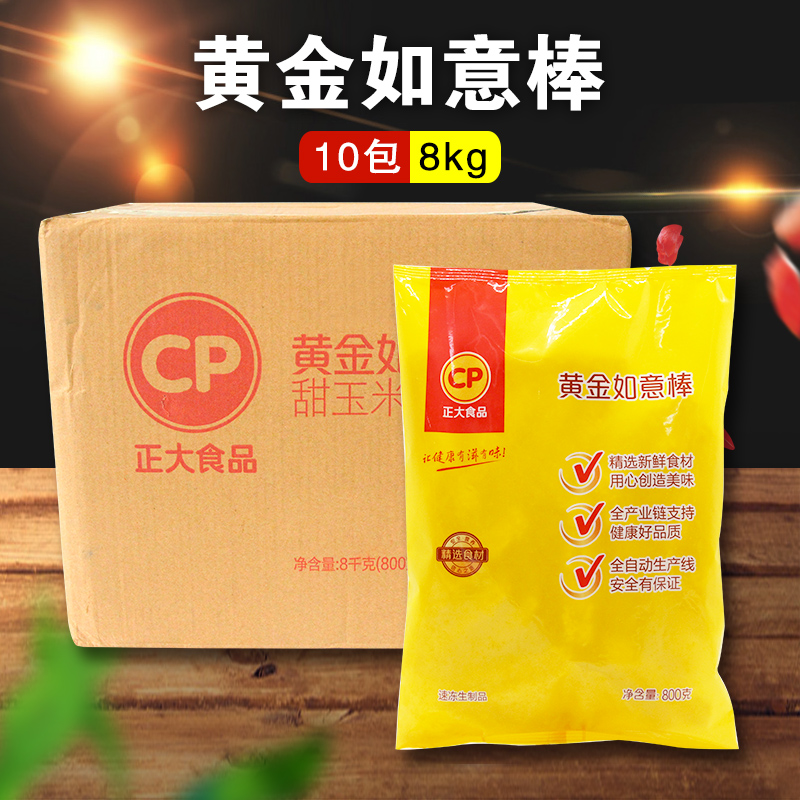 黄金如意棒
10包 8kg
CP
正大食品
黄金如
甜玉米
净含量:8千克(800
CP
正大食品
让健康有滋有味!
精选食材
黄金如意棒
精选新鲜食材
用心创造美味
全产业链支持
健康好品质
全自动生产线
安全有保证
速冻生制品
净含量: 800克